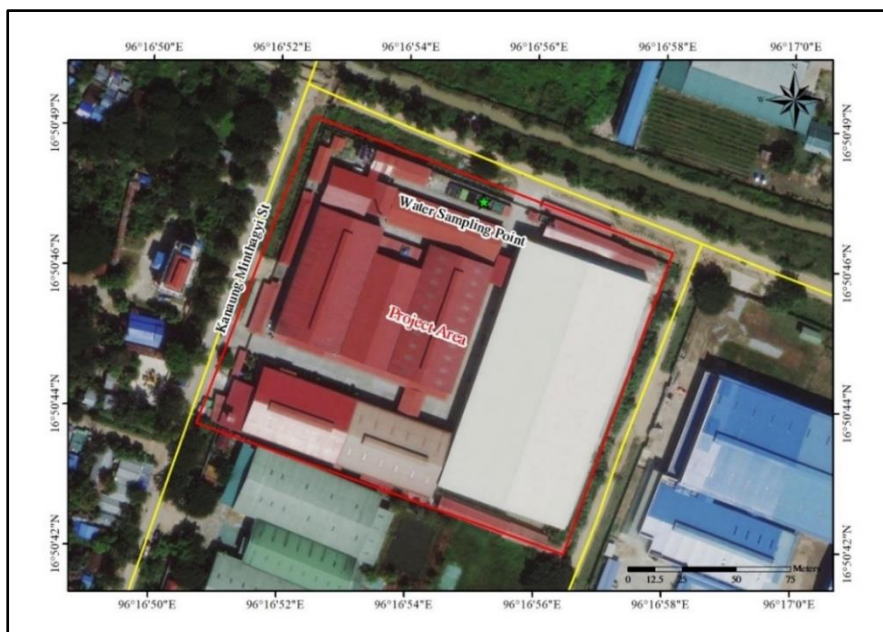 96°16'50"E 96°16'52"E 96°16'54"E 96°16'56"E 96°16'58"E 96°17'0"E
N
W
16°50'49"N
16°50'49"N
Water Sampling Point
Kanaung Minthagyi St
16°50'46"N
16°50'46"N
Project Area
16°50'44"N
16°50'44"N
16°50'42"N
16°50'42"N
Meters
0 12.5 25 50 75
96°16'50"E 96°16'52"E 96°16'54"E 96°16'56"E 96°16'58"E 96°17'0"E